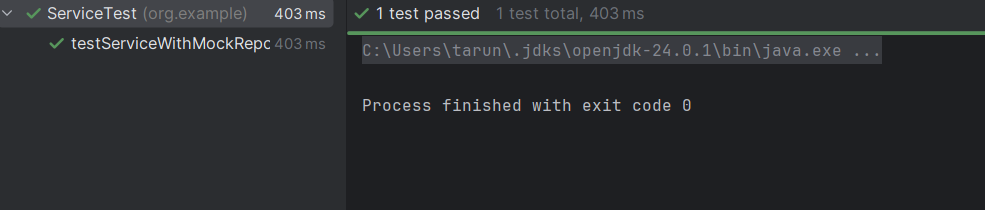 ServiceTest (org.example) 403 ms
testServiceWithMockRepo 403 ms
1 test passed 1 test total, 403 ms
C:\Users\tarun\.jdks\openjdk-24.0.1\bin\java.exe ...
Process finished with exit code 0